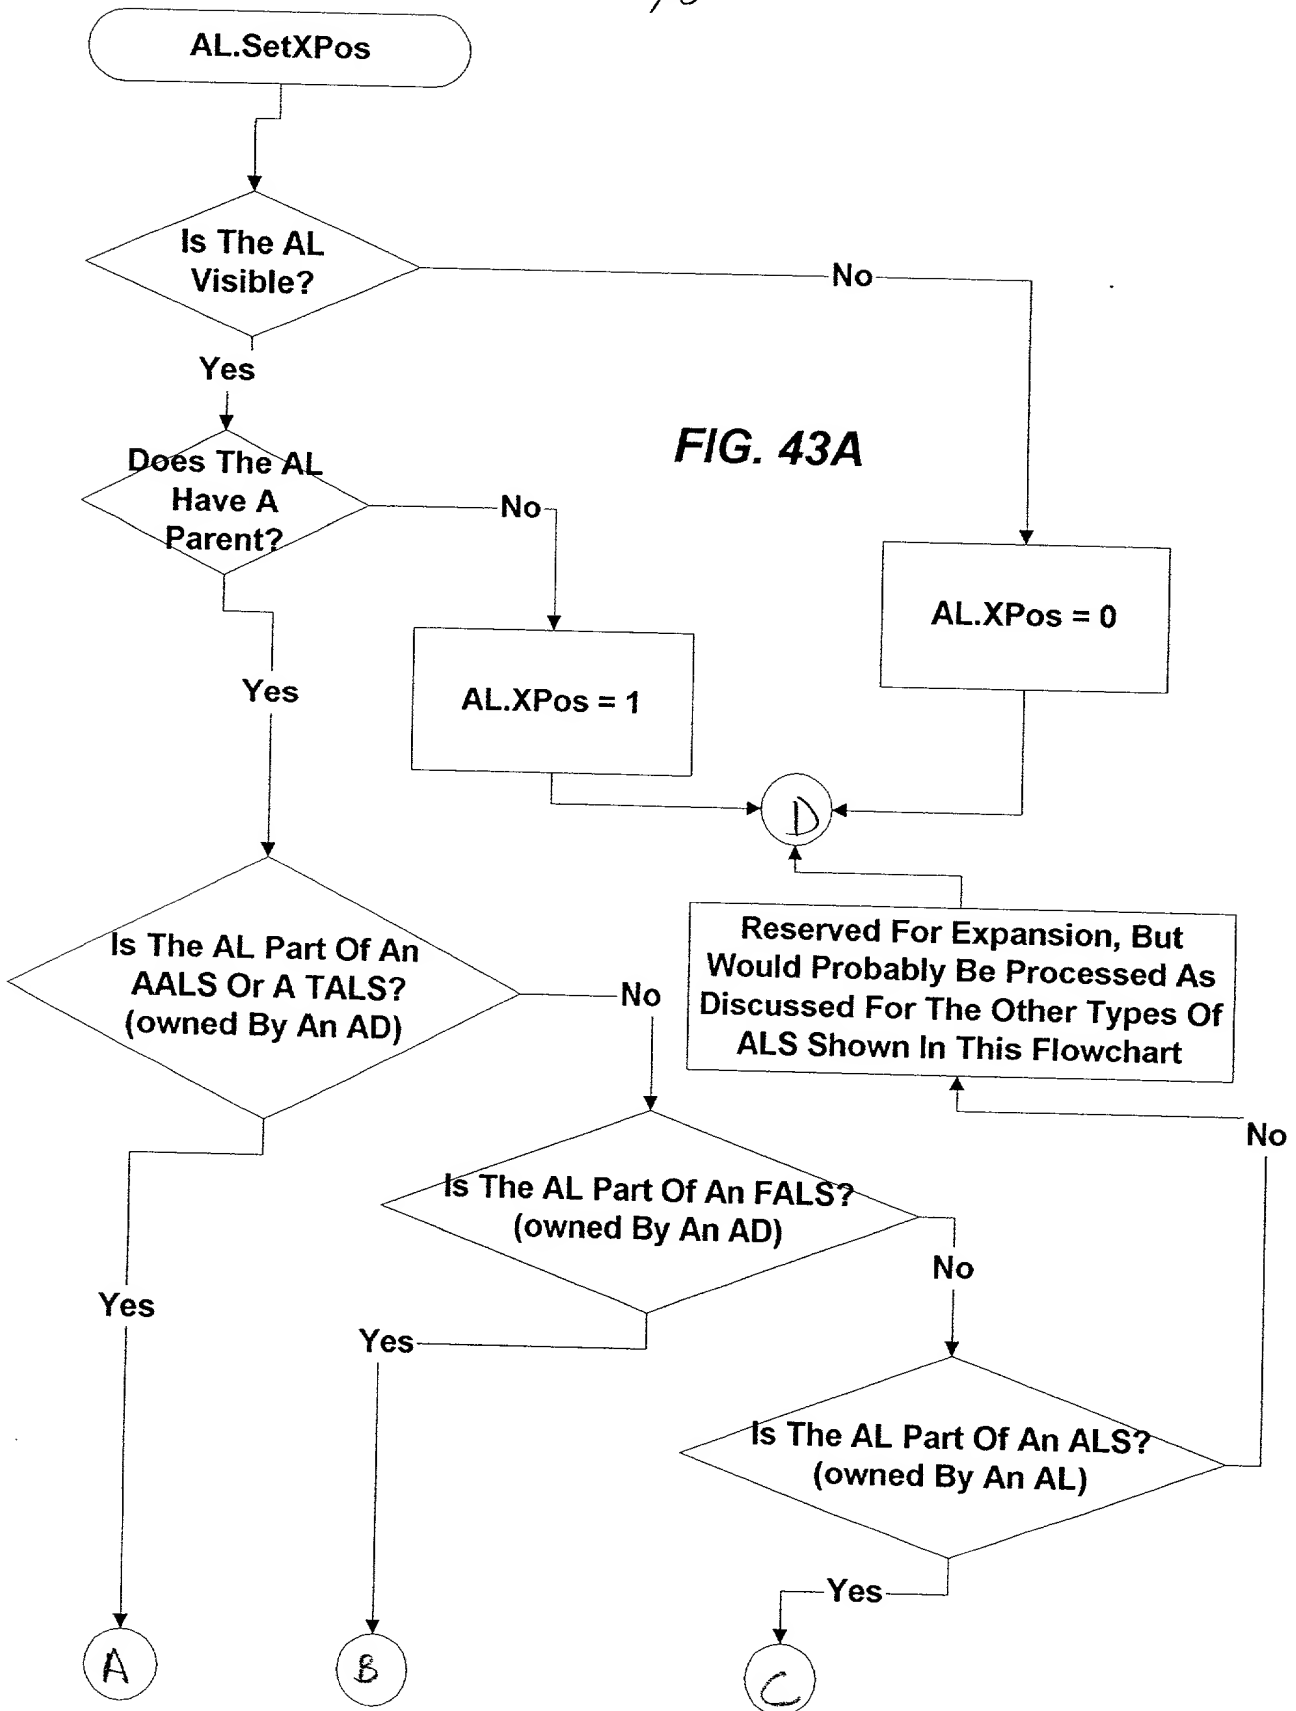 AL.SetXPos
Is The AL
Visible?
No
Yes
FIG. 43A
Does The AL
Have A
Parent?
No
AL.XPos = 0
Yes
AL.XPos = 1
D
Is The AL Part Of An
AALS Or A TALS?
(owned By An AD)
No
Reserved For Expansion, But
Would Probably Be Processed As
Discussed For The Other Types Of
ALS Shown In This Flowchart
No
Is The AL Part Of An FALS?
(owned By An AD)
No
Yes
Yes
Is The AL Part Of An ALS?
(owned By An AL)
Yes
A
B
C